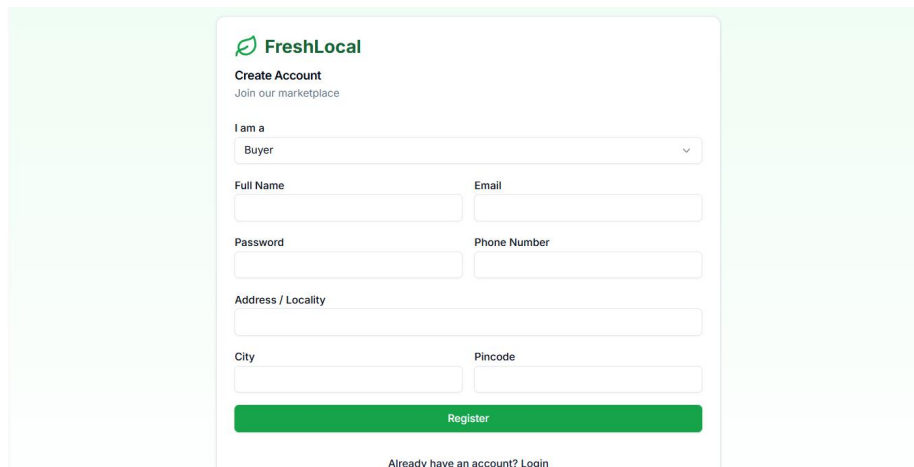 FreshLocal
Create Account
Join our marketplace
I am a
Buyer
Full Name Email
Password Phone Number
Address / Locality
City Pincode
Register
Already have an account? Login